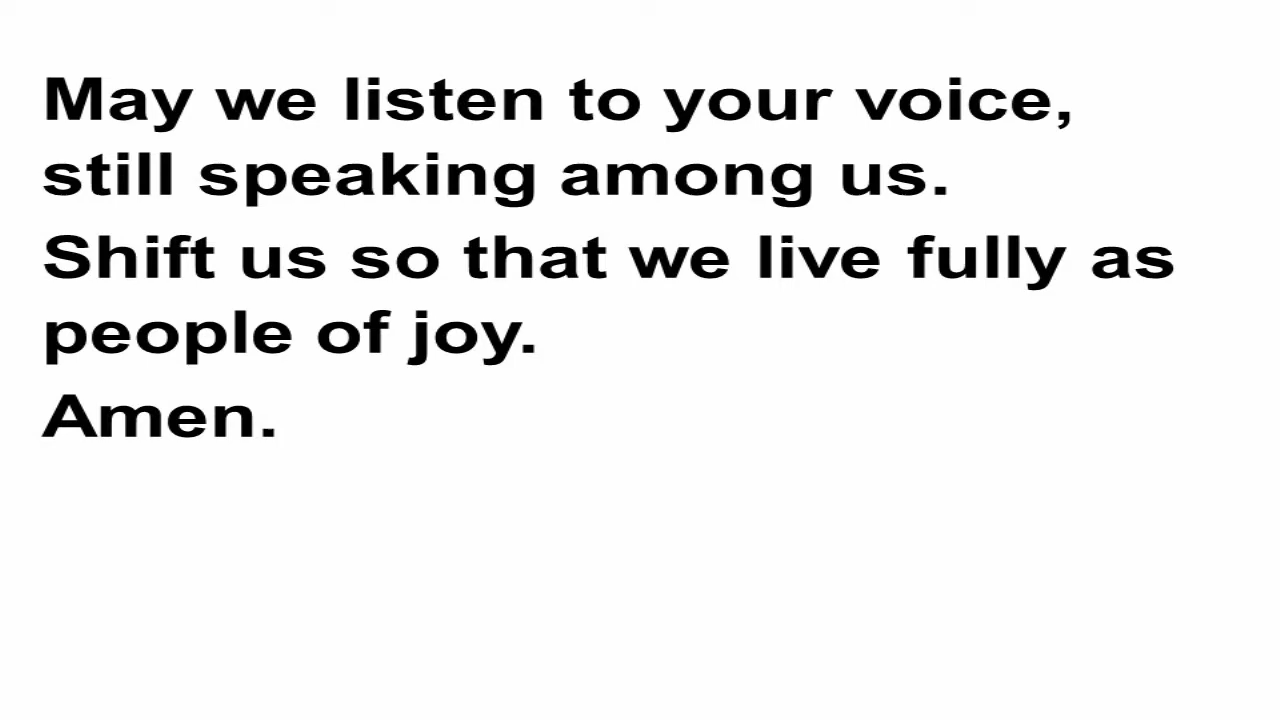 May we listen to your voice,
still speaking among us.
Shift us so that we live fully as
people of joy.
Amen.